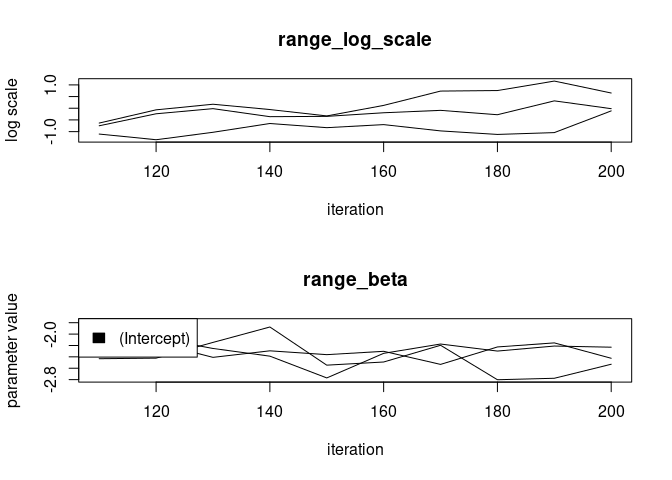 range_log_scale
log scale
1.0
-1.0
120 140 160 180 200
iteration
range_beta
parameter value
-2.0
-2.8
(Intercept)
120 140 160 180 200
iteration